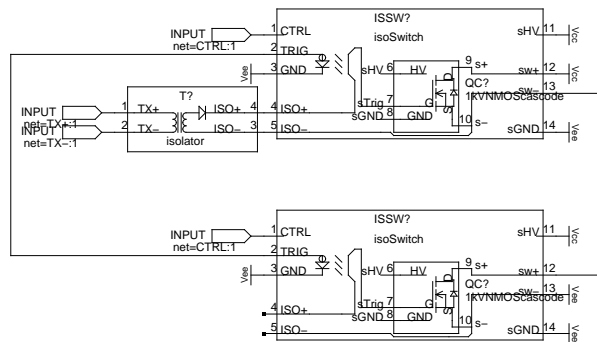 ISSW?
isoSwitch
INPUT
net=CTRL:1
1 CTRL
2 TRIG
3 GND
Vee
sHV 11 Vcc
sHV 6 HV
9 s+
sw+ 12 Vcc
QC? sw− 13
1kVNMOScascode
D
G
S
T?
INPUT
net=TX+:1
INPUT
net=TX−:1
1 TX+
2 TX−
ISO+ 4
ISO− 3
isolator
4 ISO+
5 ISO−
sTrig 7
sGND 8 GND
10 s−
sGND 14 Vee
ISSW?
isoSwitch
INPUT
net=CTRL:1
1 CTRL
2 TRIG
3 GND
Vee
sHV 11 Vcc
sHV 6 HV
9 s+
sw+ 12
QC? sw− 13 Vee
1kVNMOScascode
D
G
S
4 ISO+
5 ISO−
sTrig 7
sGND 8 GND
10 s−
sGND 14 Vee